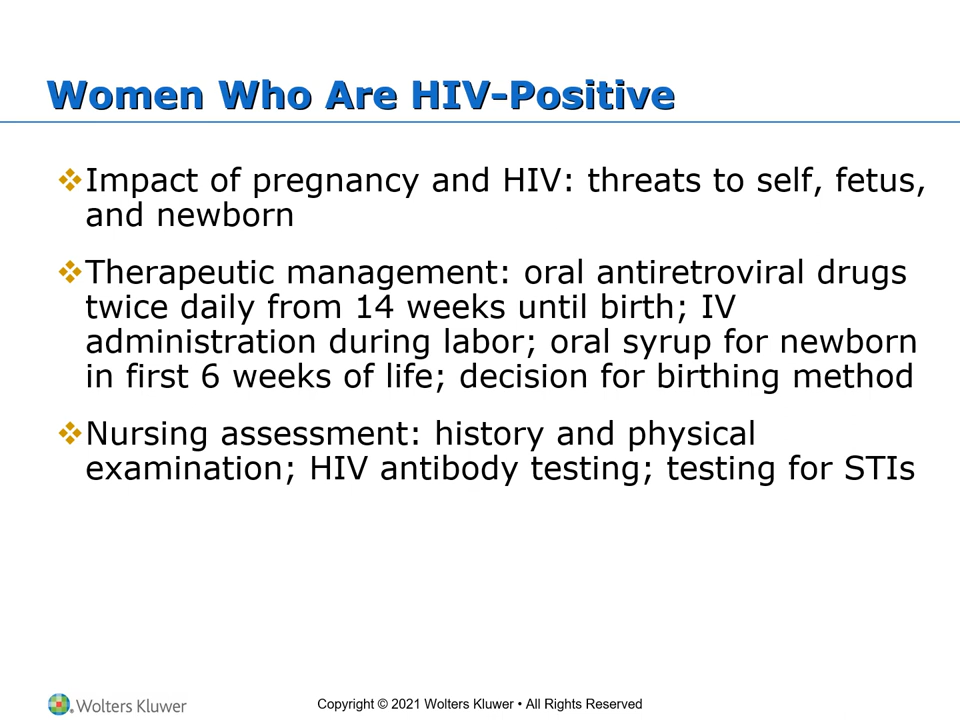 Women Who Are HIV-Positive
❖Impact of pregnancy and HIV: threats to self, fetus,
and newborn
❖Therapeutic management: oral antiretroviral drugs
twice daily from 14 weeks until birth; IV
administration during labor; oral syrup for newborn
in first 6 weeks of life; decision for birthing method
❖Nursing assessment: history and physical
examination; HIV antibody testing; testing for STIs
Wolters Kluwer
Copyright © 2021 Wolters Kluwer • All Rights Reserved